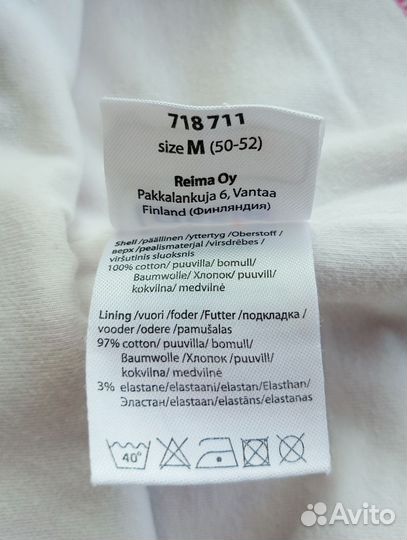 718 711
size M (50-52)
Reima Oy
Pakkalankuja 6, Vantaa
Finland (Финляндия)
Shell /päällinen /yttertyg /Oberstoff /
верх /pealismaterjal /virsdrēbes/
viršutinis sluoksnis
100% cotton/ puuvilla/ bomull/
Baumwolle/ Хлопок /puuvill/
kokvilna/ medvilnė
Lining /vuori /foder /Futter /подкладка /
vooder /odere /pamušalas
97% cotton/ puuvilla/ bomull/
Baumwolle /Хлопок /puuvill/
kokvilna/ medvilnė
3% elastane/elastaani/elastan/Elasthan/
Эластан/elastaan/elastāns/elastanas
40°
Avito